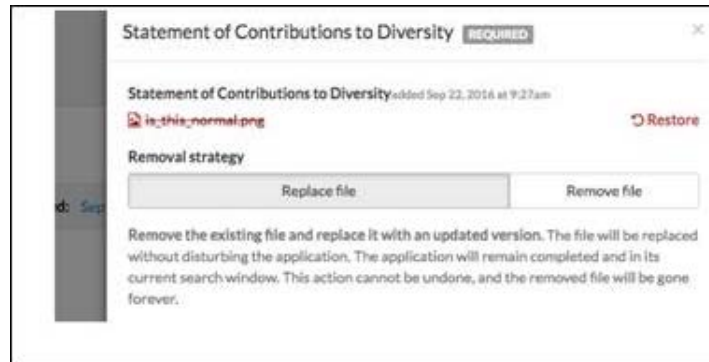 Statement of Contributions to Diversity REQUIRED ×
Statement of Contributions to Diversity added Sep 22, 2016 at 9:27am
is_this_normal.png Restore
Removal strategy
Replace file Remove file
d: Sep
Remove the existing file and replace it with an updated version. The file will be replaced
without disturbing the application. The application will remain completed and in its
current search window. This action cannot be undone, and the removed file will be gone
forever.